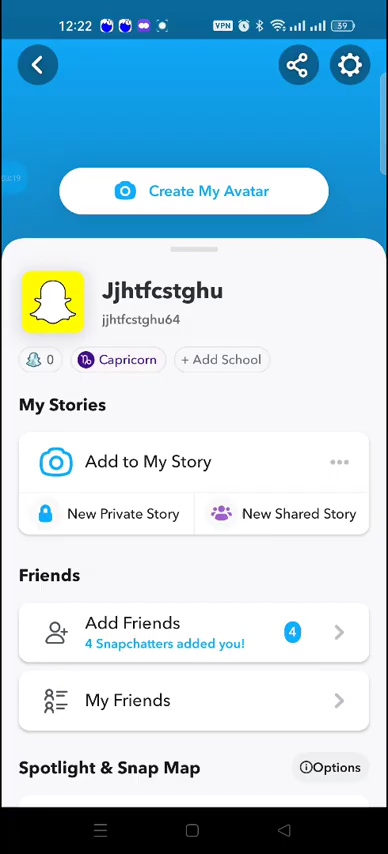 12:22
VPN
39
03:19
Create My Avatar
Jjhtfcstghu
jjhtfcstghu64
0
Capricorn
+ Add School
My Stories
Add to My Story
New Private Story
New Shared Story
Friends
Add Friends
4 Snapchatters added you!
4
My Friends
Spotlight & Snap Map
Options